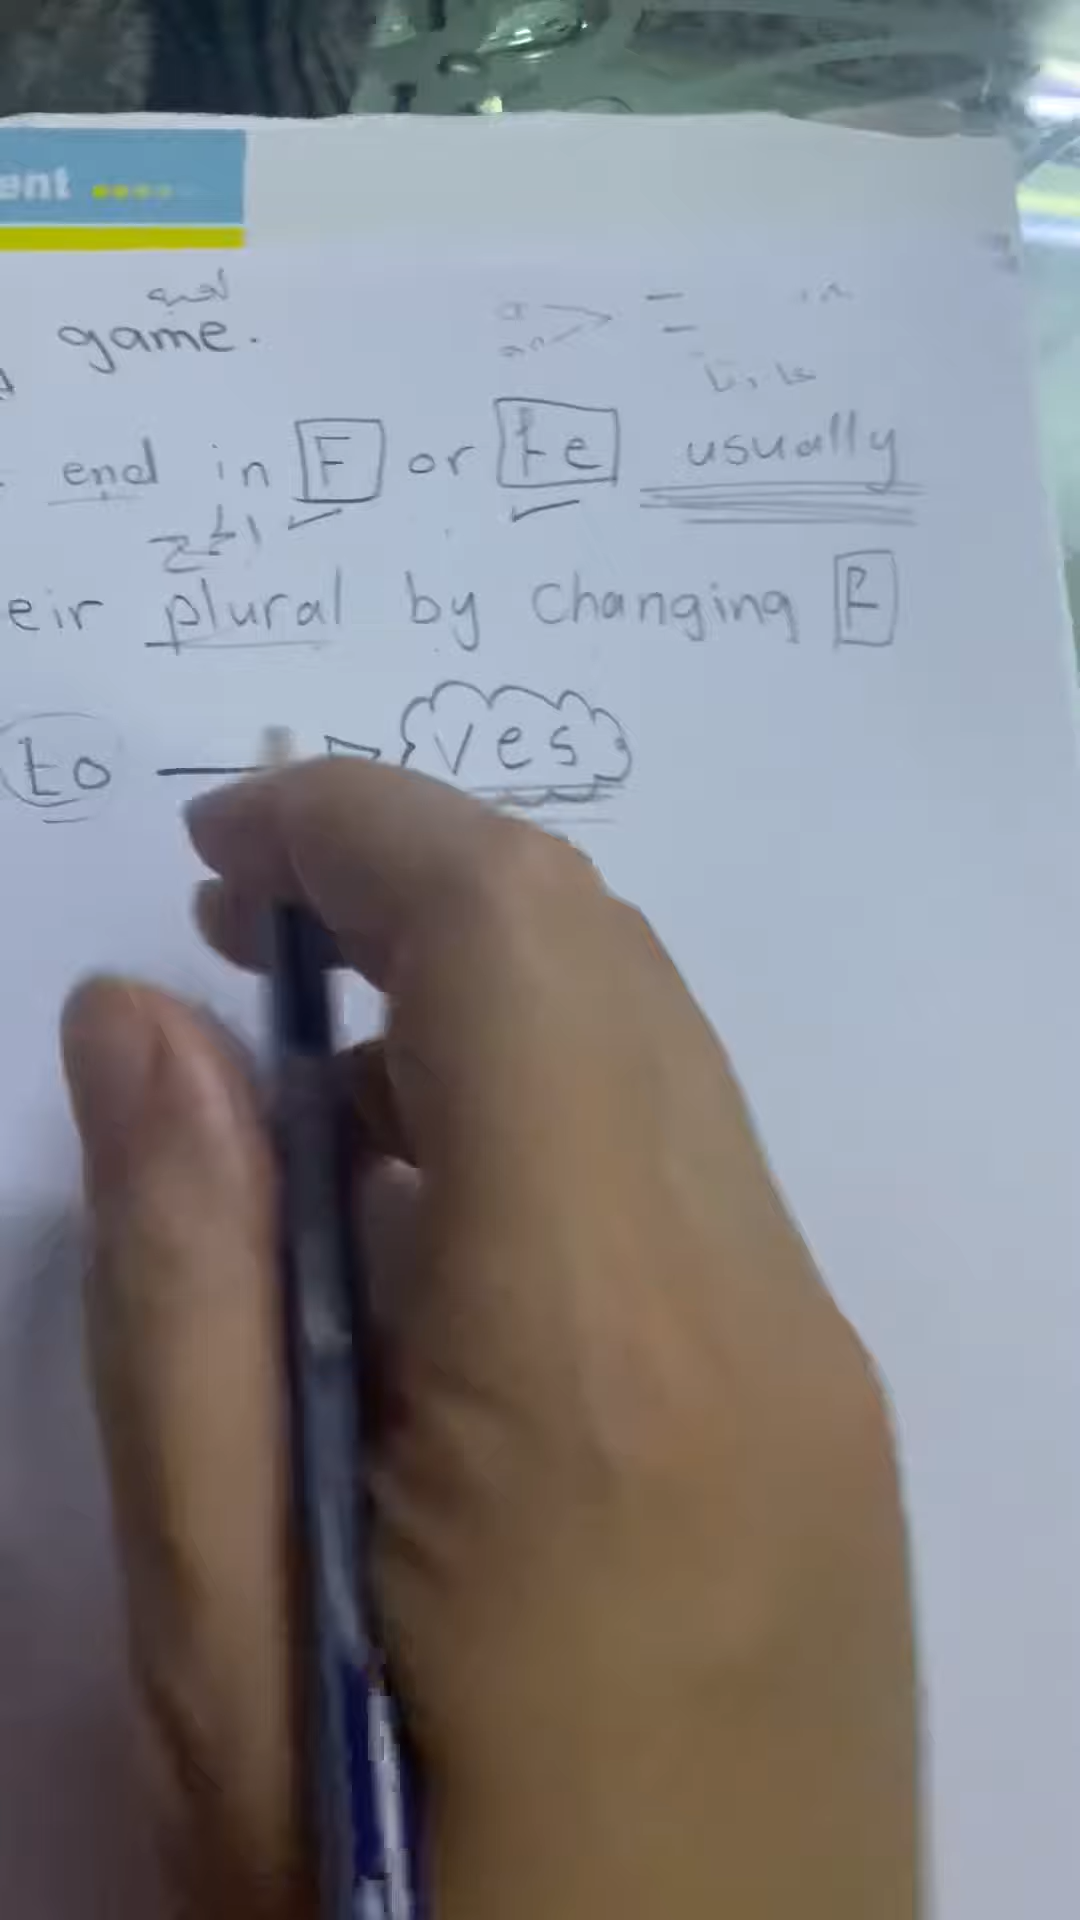 ent
game.
end in F or fe usually
eir plural by changing F
to ves